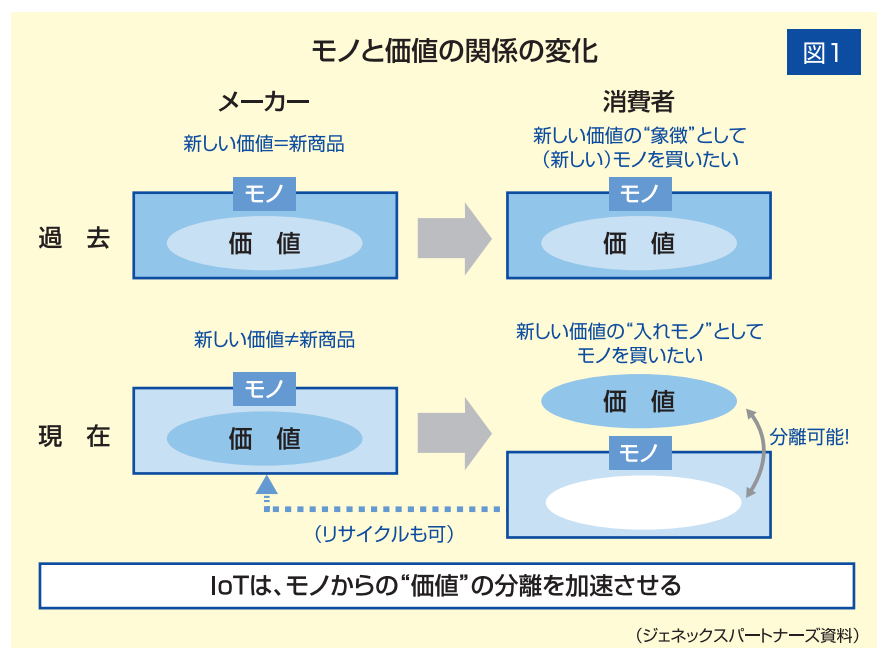 モノと価値の関係の変化
図1
メーカー
消費者
新しい価値＝新商品
新しい価値の“象徴”として
（新しい）モノを買いたい
過 去
モノ
価 値
モノ
価 値
新しい価値≠新商品
新しい価値の“入れモノ”として
モノを買いたい
現 在
モノ
価 値
価 値
モノ
分離可能!
（リサイクルも可）
IoTは、モノからの“価値”の分離を加速させる
（ジェネックスパートナーズ資料）